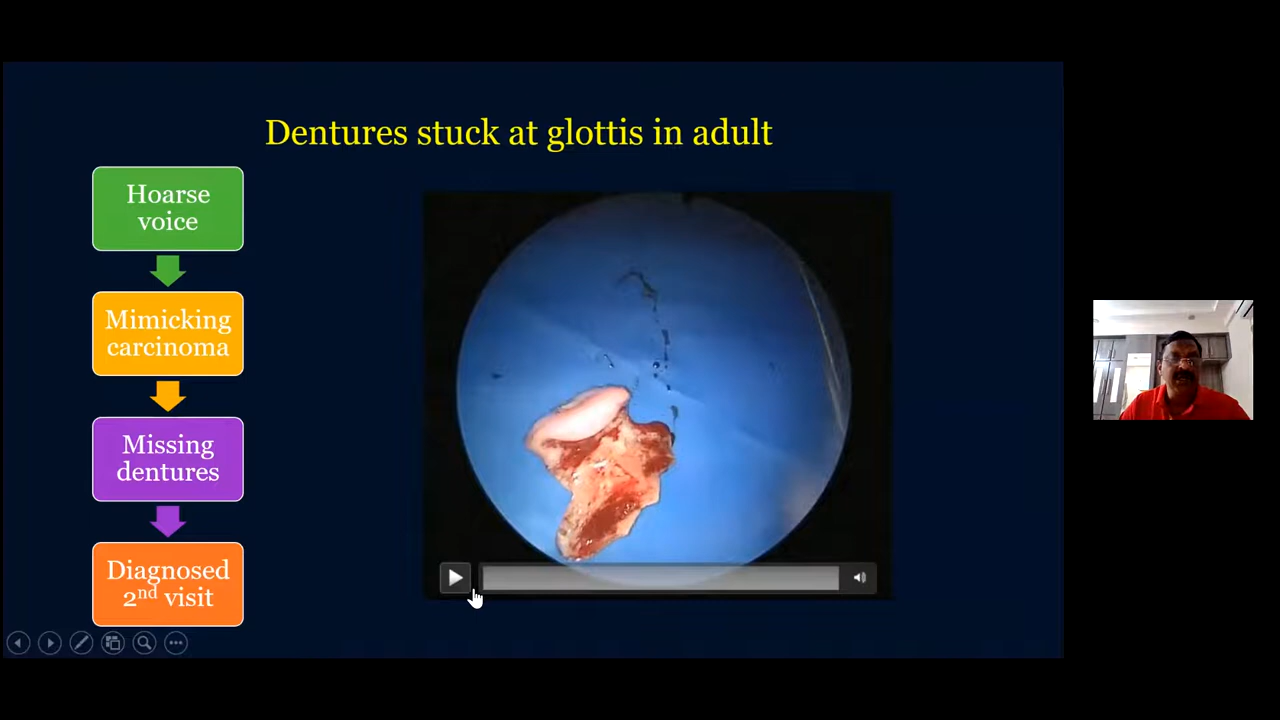 Dentures stuck at glottis in adult
Hoarse
voice
Mimicking
carcinoma
Missing
dentures
Diagnosed
2nd visit